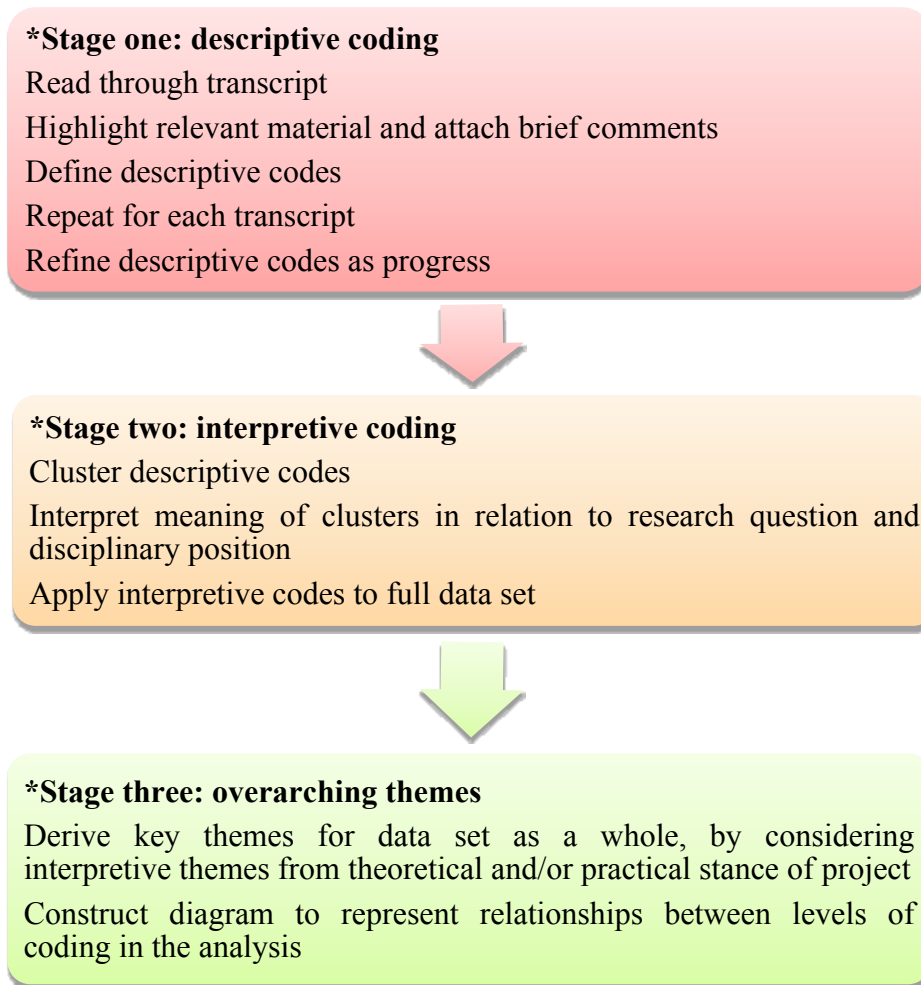 *Stage one: descriptive coding
Read through transcript
Highlight relevant material and attach brief comments
Define descriptive codes
Repeat for each transcript
Refine descriptive codes as progress
*Stage two: interpretive coding
Cluster descriptive codes
Interpret meaning of clusters in relation to research question and
disciplinary position
Apply interpretive codes to full data set
*Stage three: overarching themes
Derive key themes for data set as a whole, by considering
interpretive themes from theoretical and/or practical stance of project
Construct diagram to represent relationships between levels of
coding in the analysis